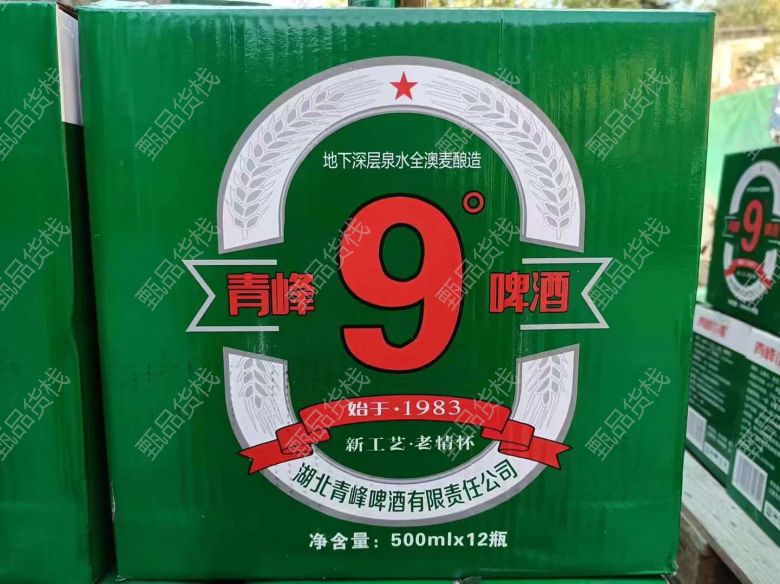 地下深层泉水全澳麦酿造
9°
青峰 啤酒
始于·1983
新工艺·老情怀
湖北青峰啤酒有限责任公司
净含量：500mlx12瓶
甄品货栈